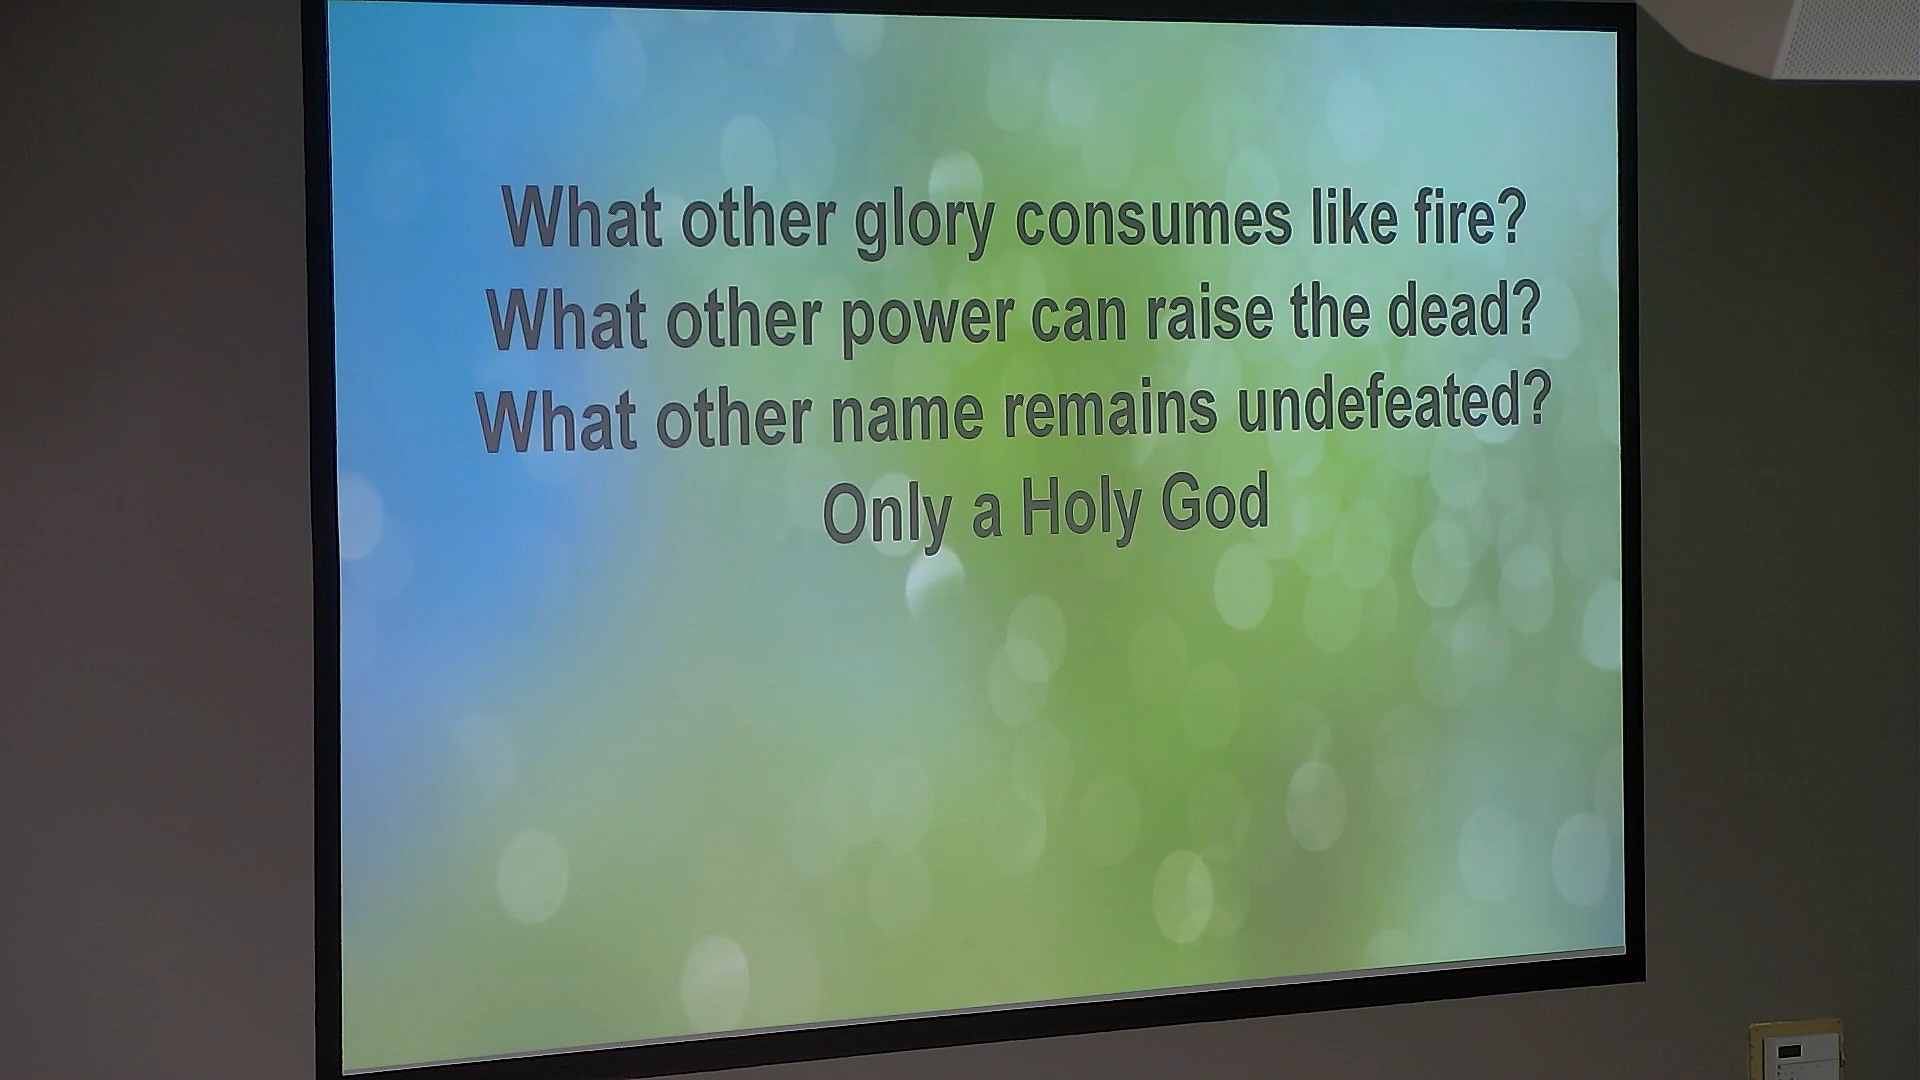 What other glory consumes like fire?
What other power can raise the dead?
What other name remains undefeated?
Only a Holy God